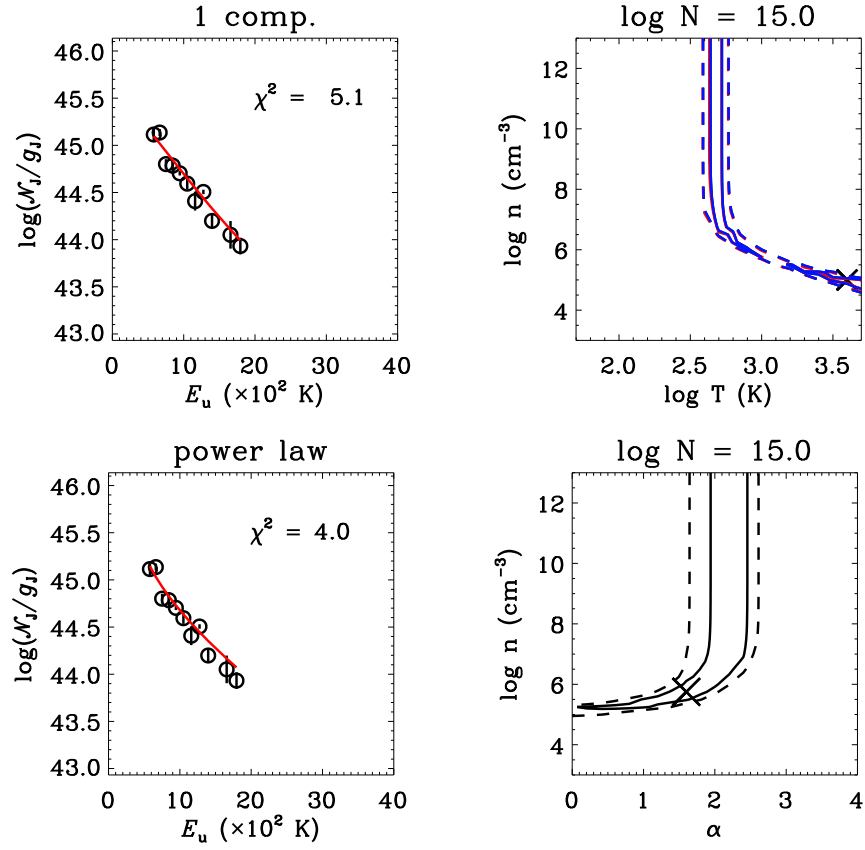 1 comp.
log N = 15.0
46.0
45.5
45.0
44.5
44.0
43.5
43.0
log(𝒩J/gJ)
χ² = 5.1
0 10 20 30 40
Eu (×10² K)
12
10
8
6
4
log n (cm⁻³)
2.0 2.5 3.0 3.5
log T (K)
power law
log N = 15.0
46.0
45.5
45.0
44.5
44.0
43.5
43.0
log(𝒩J/gJ)
χ² = 4.0
0 10 20 30 40
Eu (×10² K)
12
10
8
6
4
log n (cm⁻³)
0 1 2 3 4
α